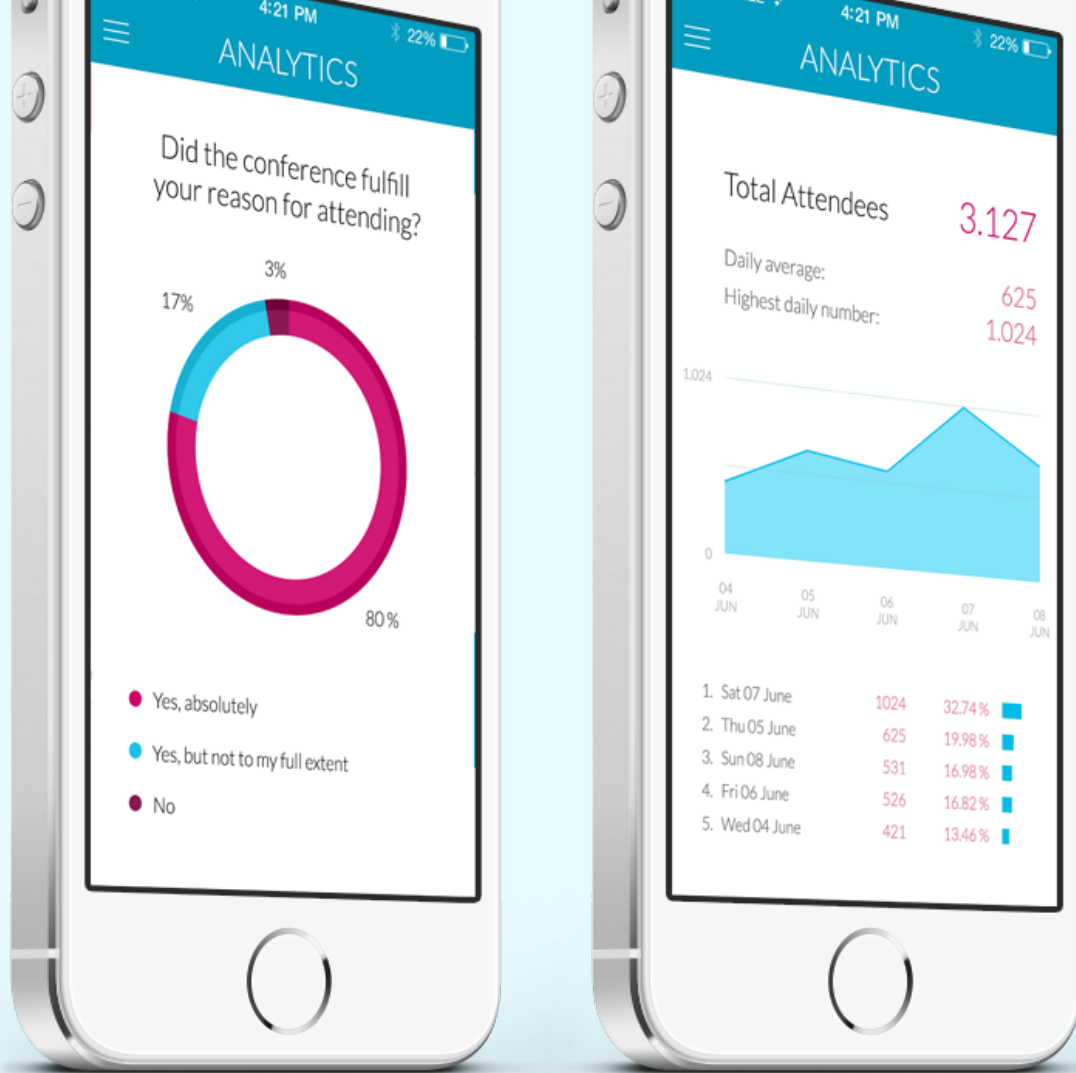 4:21 PM
22%
ANALYTICS
Did the conference fulfill
your reason for attending?
3%
17%
80%
Yes, absolutely
Yes, but not to my full extent
No
4:21 PM
22%
ANALYTICS
Total Attendees 3.127
Daily average: 625
Highest daily number: 1.024
1.024
0
04 JUN
05 JUN
06 JUN
07 JUN
08 JUN
1. Sat 07 June 1024 32.74%
2. Thu 05 June 625 19.98%
3. Sun 08 June 531 16.98%
4. Fri 06 June 526 16.82%
5. Wed 04 June 421 13.46%